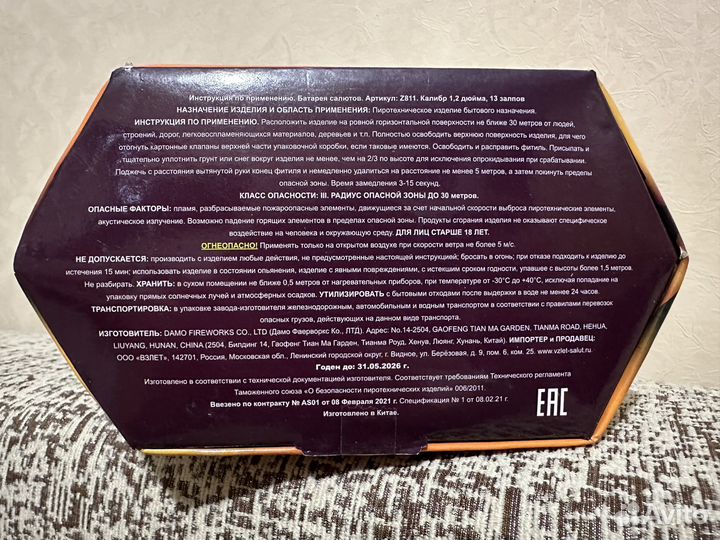 Инструкция по применению. Батарея салютов. Артикул: Z811. Калибр 1,2 дюйма, 13 залпов
НАЗНАЧЕНИЕ ИЗДЕЛИЯ И ОБЛАСТЬ ПРИМЕНЕНИЯ: Пиротехническое изделие бытового назначения.
ИНСТРУКЦИЯ ПО ПРИМЕНЕНИЮ. Расположить изделие на ровной горизонтальной поверхности не ближе 30 метров от людей,
строений, дорог, легковоспламеняющихся материалов, деревьев и т.п. Полностью освободить верхнюю поверхность изделия, для чего
отогнуть картонные клапаны верхней части упаковочной коробки, если таковые имеются. Освободить и расправить фитиль. Присыпать и
тщательно уплотнить грунт или снег вокруг изделия не менее, чем на 2/3 по высоте для исключения опрокидывания при срабатывании.
Поджечь с расстояния вытянутой руки конец фитиля и немедленно удалиться на расстояние не менее 5 метров, а затем покинуть пределы
опасной зоны. Время замедления 3-15 секунд.
КЛАСС ОПАСНОСТИ: III. РАДИУС ОПАСНОЙ ЗОНЫ ДО 30 МЕТРОВ.
ОПАСНЫЕ ФАКТОРЫ: пламя, разбрасываемые пожароопасные элементы, движущиеся за счет начальной скорости выброса пиротехнические элементы,
акустическое излучение. Возможно падение горящих элементов в пределах опасной зоны. Продукты сгорания изделия не оказывают специфическое
воздействие на человека и окружающую среду. ДЛЯ ЛИЦ СТАРШЕ 18 ЛЕТ.
ОГНЕОПАСНО! Применять только на открытом воздухе при скорости ветра не более 5 м/с.
НЕ ДОПУСКАЕТСЯ: производить с изделием любые действия, не предусмотренные настоящей инструкцией; бросать в огонь; при отказе подходить к изделию до
истечения 15 мин; использовать изделие в состоянии опьянения, изделие с явными повреждениями, с истекшим сроком годности, упавшее с высоты более 1,5 метров.
Не разбирать. ХРАНИТЬ: в сухом помещении не ближе 0,5 метров от нагревательных приборов, при температуре от -30°С до +40°С, исключая попадание на
упаковку прямых солнечных лучей и атмосферных осадков. УТИЛИЗИРОВАТЬ с бытовыми отходами после выдержки в воде не менее 24 часов.
ТРАНСПОРТИРОВКА: в упаковке завода-изготовителя железнодорожным, автомобильным и водным транспортом в соответствии с правилами перевозок
опасных грузов, действующих на данном виде транспорта.
ИЗГОТОВИТЕЛЬ: DAMO FIREWORKS CO., LTD (Дамо Фаерворкс Ко., ЛТД). Адрес: No.14-2504, GAOFENG TIAN MA GARDEN, TIANMA ROAD, HEHUA,
LIUYANG, HUNAN, CHINA (2504, Билдинг 14, Гаофенг Тиан Ма Гарден, Тианма Роуд, Хехуа, Люянг, Хунань, Китай). ИМПОРТЕР и ПРОДАВЕЦ:
ООО «ВЗЛЕТ», 142701, Россия, Московская обл., Ленинский городской округ, г. Видное, ул. Берёзовая, д. 9, пом. 6, ком. 25. www.vzlet-salut.ru.
Годен до: 31.05.2026 г.
Изготовлено в соответствии с технической документацией изготовителя. Соответствует требованиям Технического регламента
Таможенного союза «О безопасности пиротехнических изделий» 006/2011.
Ввезено по контракту № AS01 от 08 Февраля 2021 г. Спецификация № 1 от 08.02.21 г.
Изготовлено в Китае.
EAC
Avito